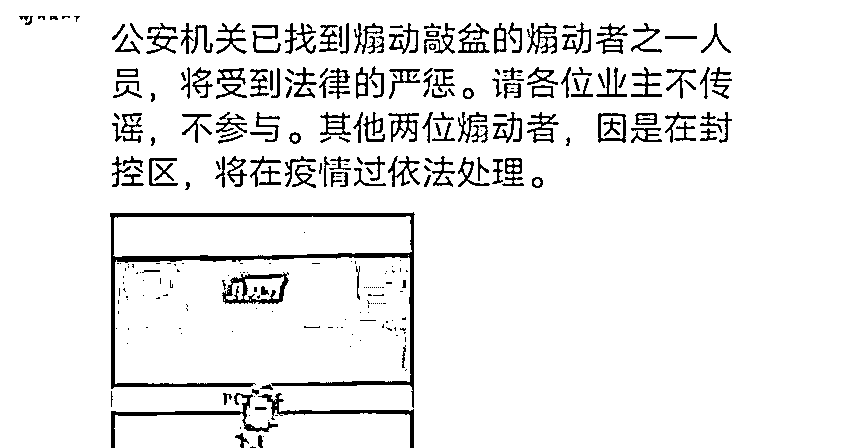 公安机关已找到煽动敲盆的煽动者之一人
员，将受到法律的严惩。请各位业主不传
谣，不参与。其他两位煽动者，因是在封
控区，将在疫情过依法处理。